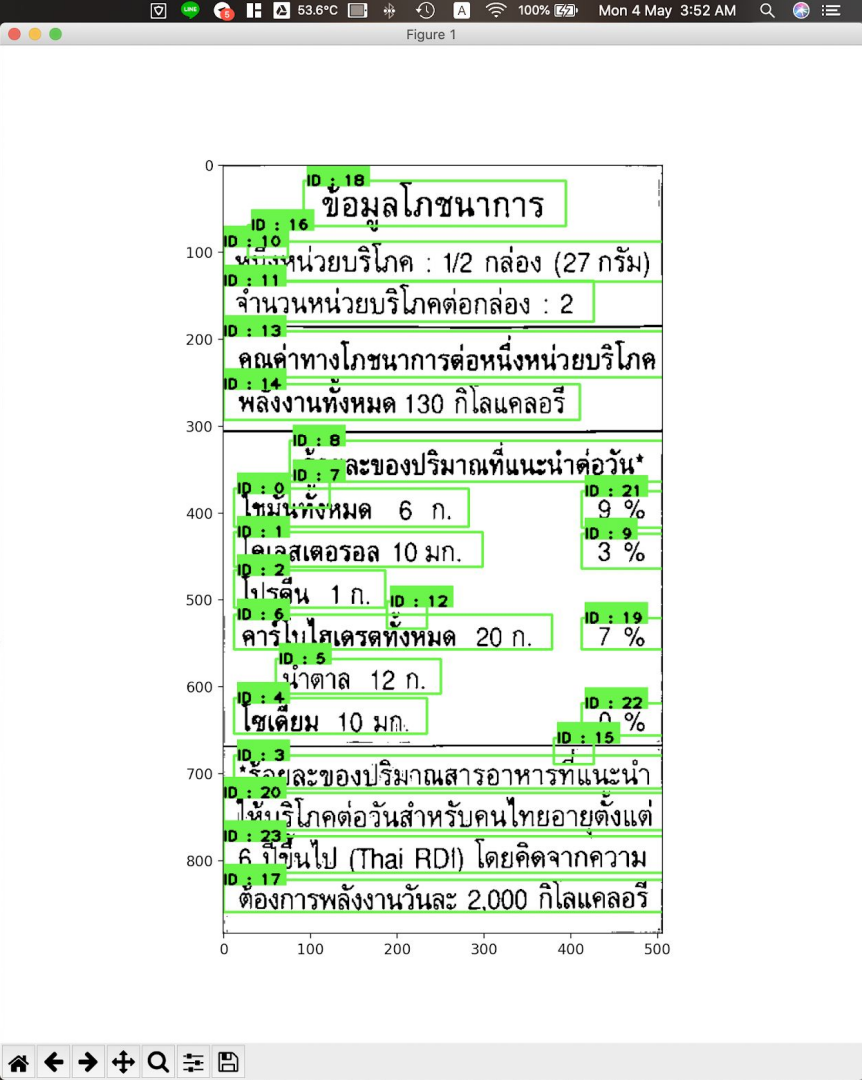 LINE 5 53.6°C A 100% Mon 4 May 3:52 AM
Figure 1
0
100
200
300
400
500
600
700
800
ID : 18
ข้อมูลโภชนาการ
ID : 16
ID : 10
หนึ่งหน่วยบริโภค : 1/2 กล่อง (27 กรัม)
ID : 11
จำนวนหน่วยบริโภคต่อกล่อง : 2
ID : 13
คุณค่าทางโภชนาการต่อหนึ่งหน่วยบริโภค
ID : 14
พลังงานทั้งหมด 130 กิโลแคลอรี
ID : 8
ร้อยละของปริมาณที่แนะนำต่อวัน*
ID : 7
ID : 0 ID : 21
ไขมันทั้งหมด 6 ก. 9 %
ID : 1 ID : 9
โคเลสเตอรอล 10 มก. 3 %
ID : 2
โปรตีน 1 ก.
ID : 12
ID : 6 ID : 19
คาร์โบไฮเดรตทั้งหมด 20 ก. 7 %
ID : 5
น้ำตาล 12 ก.
ID : 4 ID : 22
โซเดียม 10 มก. 0 %
ID : 15
ID : 3
*ร้อยละของปริมาณสารอาหารที่แนะนำ
ID : 20
ให้บริโภคต่อวันสำหรับคนไทยอายุตั้งแต่
ID : 23
6 ปีขึ้นไป (Thai RDI) โดยคิดจากความ
ID : 17
ต้องการพลังงานวันละ 2,000 กิโลแคลอรี
0 100 200 300 400 500